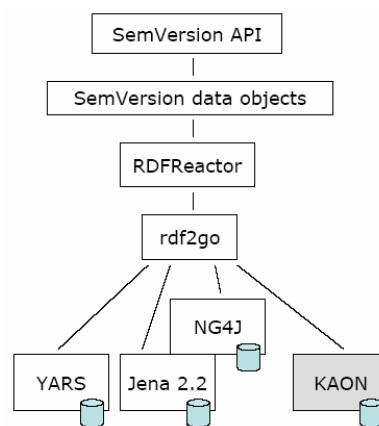 SemVersion API
SemVersion data objects
RDFReactor
rdf2go
NG4J
YARS
Jena 2.2
KAON